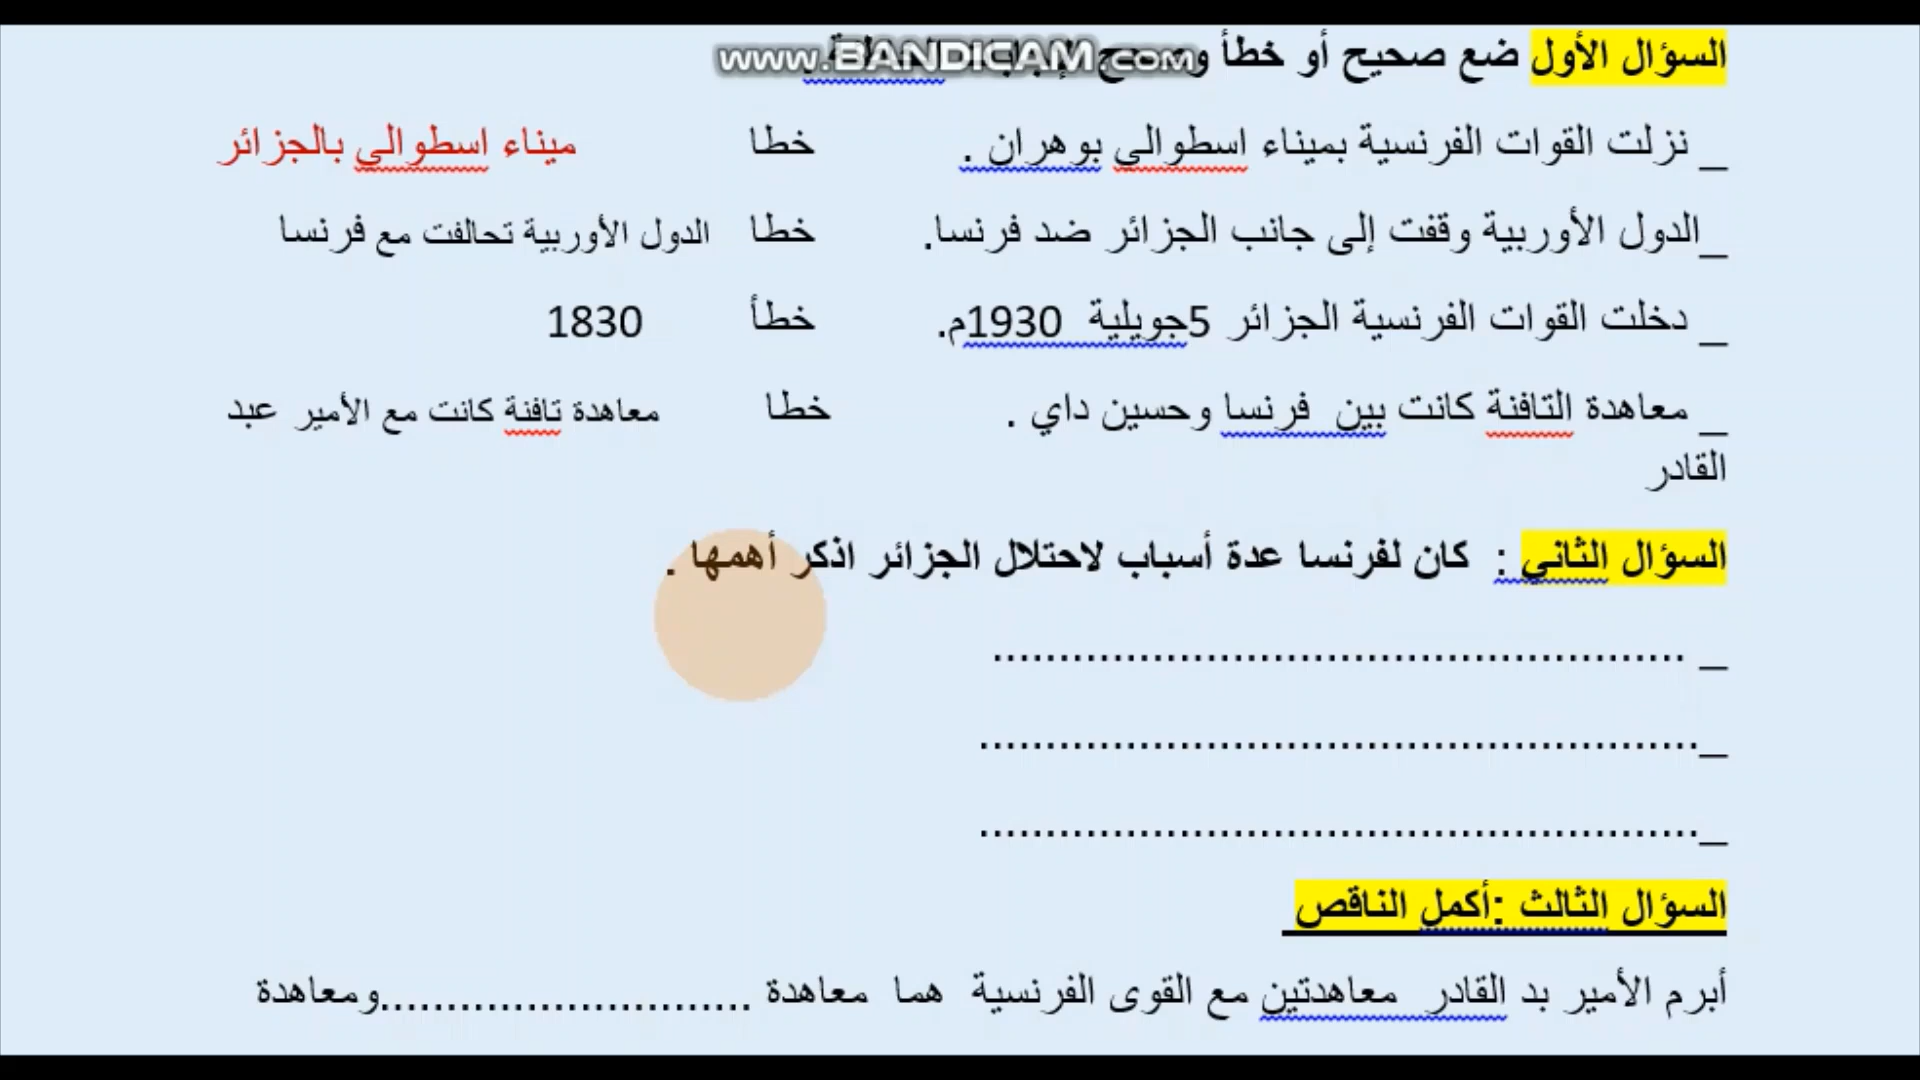 www.BANDICAM.com
السؤال الأول ضع صحيح أو خطأ
_ نزلت القوات الفرنسية بميناء اسطوالي بوهران . خطا ميناء اسطوالي بالجزائر
_الدول الأوربية وقفت إلى جانب الجزائر ضد فرنسا. خطا الدول الأوربية تحالفت مع فرنسا
_ دخلت القوات الفرنسية الجزائر 5جويلية 1930م. خطأ 1830
_ معاهدة التافنة كانت بين فرنسا وحسين داي . خطا معاهدة تافنة كانت مع الأمير عبد
القادر
السؤال الثاني : كان لفرنسا عدة أسباب لاحتلال الجزائر اذكر أهمها .
_ ....................................................
_......................................................
_......................................................
السؤال الثالث :أكمل الناقص
أبرم الأمير بد القادر معاهدتين مع القوى الفرنسية هما معاهدة ............................ومعاهدة